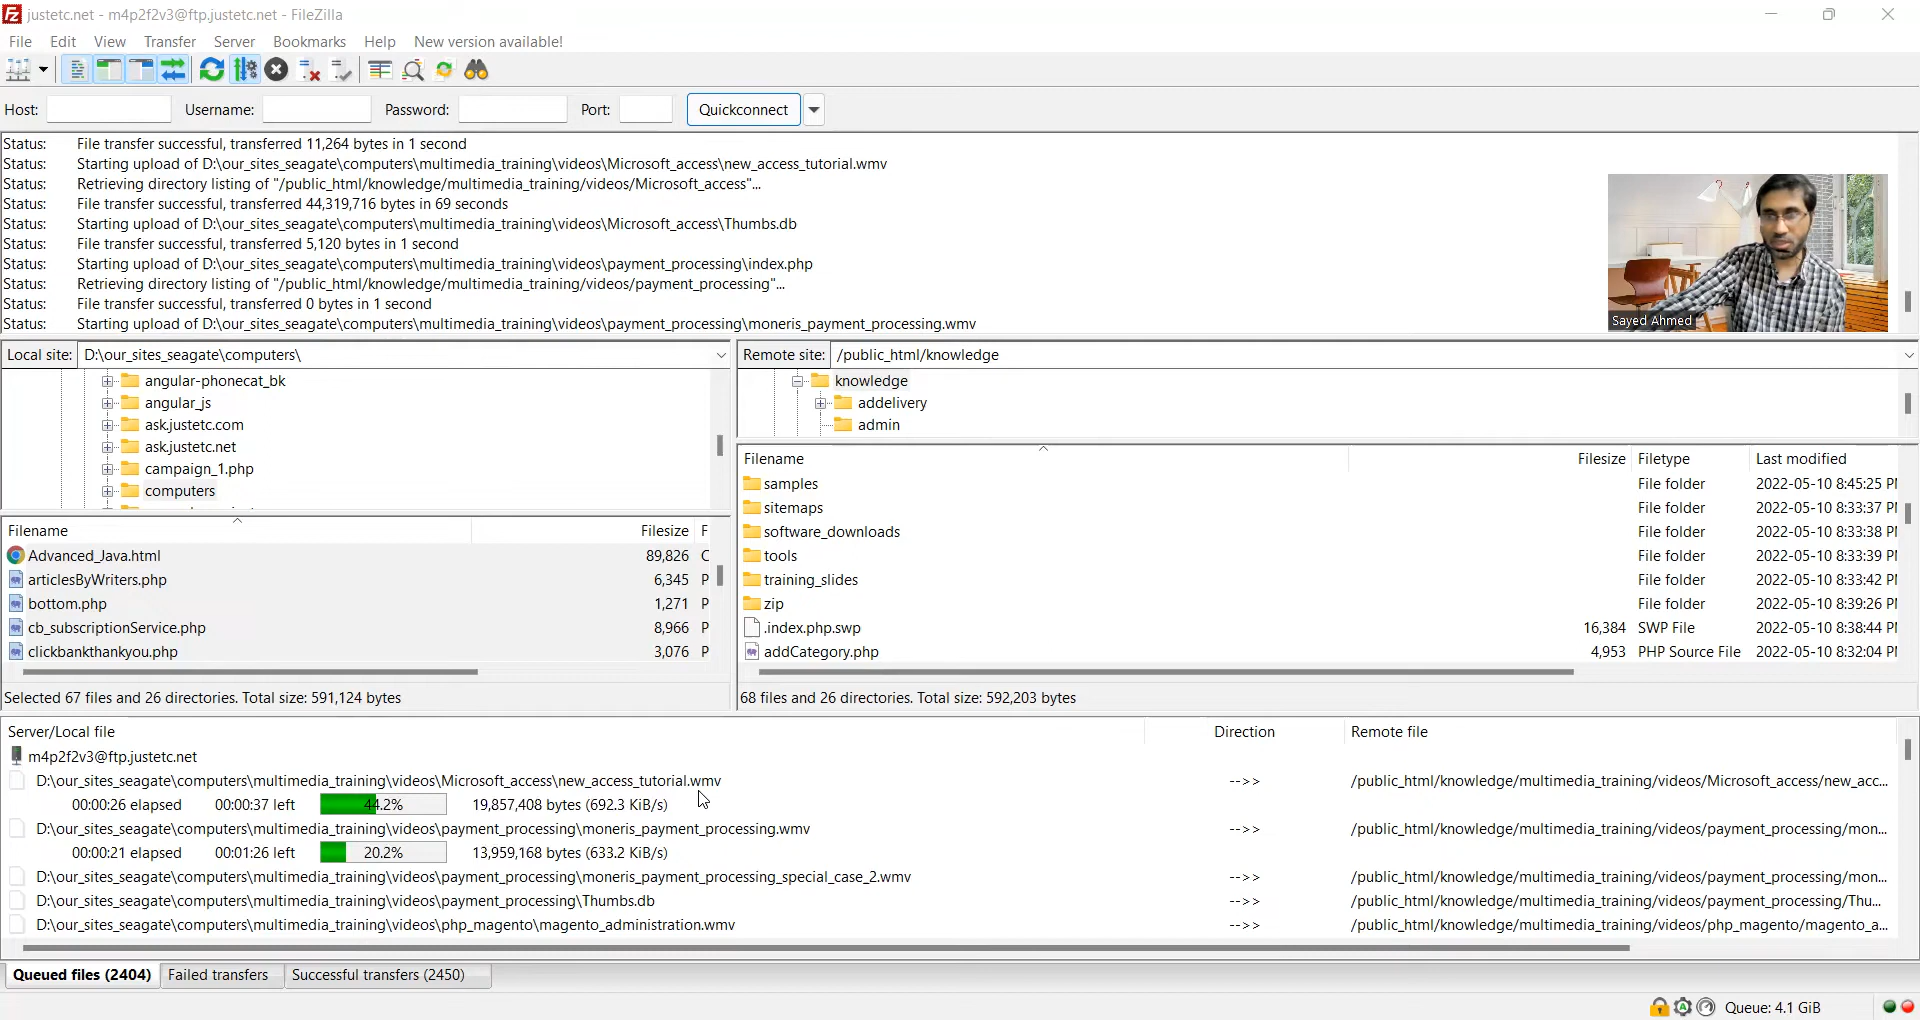 justetc.net - m4p2f2v3@ftp.justetc.net - FileZilla
File Edit View Transfer Server Bookmarks Help New version available!
Host: Username: Password: Port: Quickconnect
Status: File transfer successful, transferred 11,264 bytes in 1 second
Status: Starting upload of D:\our_sites_seagate\computers\multimedia_training\videos\Microsoft_access\new_access_tutorial.wmv
Status: Retrieving directory listing of "/public_html/knowledge/multimedia_training/videos/Microsoft_access"...
Status: File transfer successful, transferred 44,319,716 bytes in 69 seconds
Status: Starting upload of D:\our_sites_seagate\computers\multimedia_training\videos\Microsoft_access\Thumbs.db
Status: File transfer successful, transferred 5,120 bytes in 1 second
Status: Starting upload of D:\our_sites_seagate\computers\multimedia_training\videos\payment_processing\index.php
Status: Retrieving directory listing of "/public_html/knowledge/multimedia_training/videos/payment_processing"...
Status: File transfer successful, transferred 0 bytes in 1 second
Status: Starting upload of D:\our_sites_seagate\computers\multimedia_training\videos\payment_processing\moneris_payment_processing.wmv
Sayed Ahmed
Local site: D:\our_sites_seagate\computers\
angular-phonecat_bk
angular_js
ask.justetc.com
ask.justetc.net
campaign_1.php
computers
Filename Filesize F
Advanced_Java.html 89,826 C
articlesByWriters.php 6,345 P
bottom.php 1,271 P
cb_subscriptionService.php 8,966 P
clickbankthankyou.php 3,076 P
Selected 67 files and 26 directories. Total size: 591,124 bytes
Remote site: /public_html/knowledge
knowledge
addelivery
admin
Filename Filesize Filetype Last modified
samples File folder 2022-05-10 8:45:25 P
sitemaps File folder 2022-05-10 8:33:37 P
software_downloads File folder 2022-05-10 8:33:38 P
tools File folder 2022-05-10 8:33:39 P
training_slides File folder 2022-05-10 8:33:42 P
zip File folder 2022-05-10 8:39:26 P
.index.php.swp 16,384 SWP File 2022-05-10 8:38:44 P
addCategory.php 4,953 PHP Source File 2022-05-10 8:32:04 P
68 files and 26 directories. Total size: 592,203 bytes
Server/Local file Direction Remote file
m4p2f2v3@ftp.justetc.net
D:\our_sites_seagate\computers\multimedia_training\videos\Microsoft_access\new_access_tutorial.wmv -->> /public_html/knowledge/multimedia_training/videos/Microsoft_access/new_acc...
00:00:26 elapsed 00:00:37 left 44.2% 19,857,408 bytes (692.3 KiB/s)
D:\our_sites_seagate\computers\multimedia_training\videos\payment_processing\moneris_payment_processing.wmv -->> /public_html/knowledge/multimedia_training/videos/payment_processing/mon...
00:00:21 elapsed 00:01:26 left 20.2% 13,959,168 bytes (633.2 KiB/s)
D:\our_sites_seagate\computers\multimedia_training\videos\payment_processing\moneris_payment_processing_special_case_2.wmv -->> /public_html/knowledge/multimedia_training/videos/payment_processing/mon...
D:\our_sites_seagate\computers\multimedia_training\videos\payment_processing\Thumbs.db -->> /public_html/knowledge/multimedia_training/videos/payment_processing/Thu...
D:\our_sites_seagate\computers\multimedia_training\videos\php_magento\magento_administration.wmv -->> /public_html/knowledge/multimedia_training/videos/php_magento/magento_a...
Queued files (2404) Failed transfers Successful transfers (2450)
Queue: 4.1 GiB